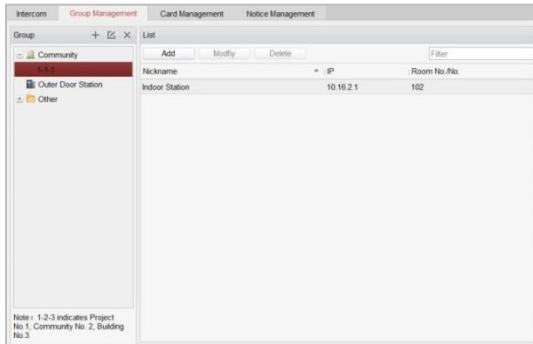 Intercom Group Management Card Management Notice Management
Group
List
Community
1-1-1
Outer Door Station
Other
Add Modfiy Delete Filter
Nickname IP Room No./No.
Indoor Station 10.16.2.1 102
Note: 1-2-3 indicates Project
No.1, Community No. 2, Building
No.3